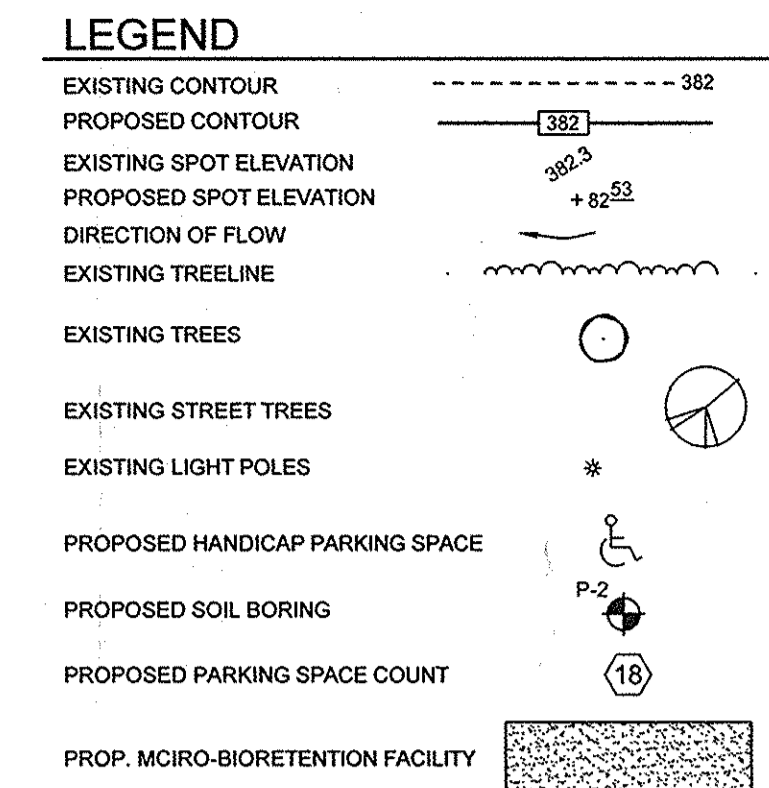 LEGEND
EXISTING CONTOUR 382
PROPOSED CONTOUR 382
EXISTING SPOT ELEVATION 382.3
PROPOSED SPOT ELEVATION + 82 53
DIRECTION OF FLOW
EXISTING TREELINE
EXISTING TREES
EXISTING STREET TREES
EXISTING LIGHT POLES
PROPOSED HANDICAP PARKING SPACE
PROPOSED SOIL BORING P-2
PROPOSED PARKING SPACE COUNT 18
PROP. MCIRO-BIORETENTION FACILITY